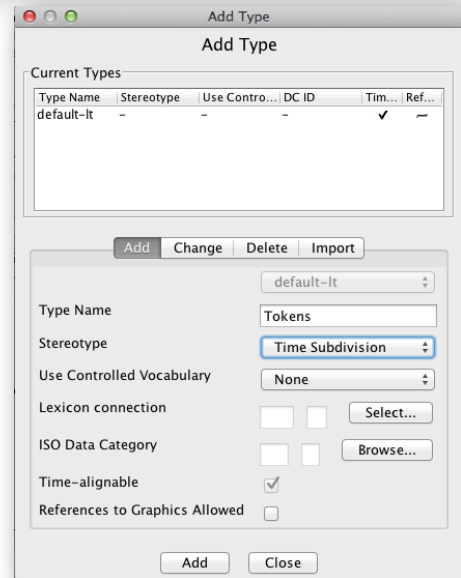 Add Type
Add Type
Current Types
Type Name Stereotype Use Contro... DC ID Tim... Ref...
default-lt - - -
Add Change Delete Import
default-lt
Type Name Tokens
Stereotype Time Subdivision
Use Controlled Vocabulary None
Lexicon connection Select...
ISO Data Category Browse...
Time-alignable
References to Graphics Allowed
Add Close